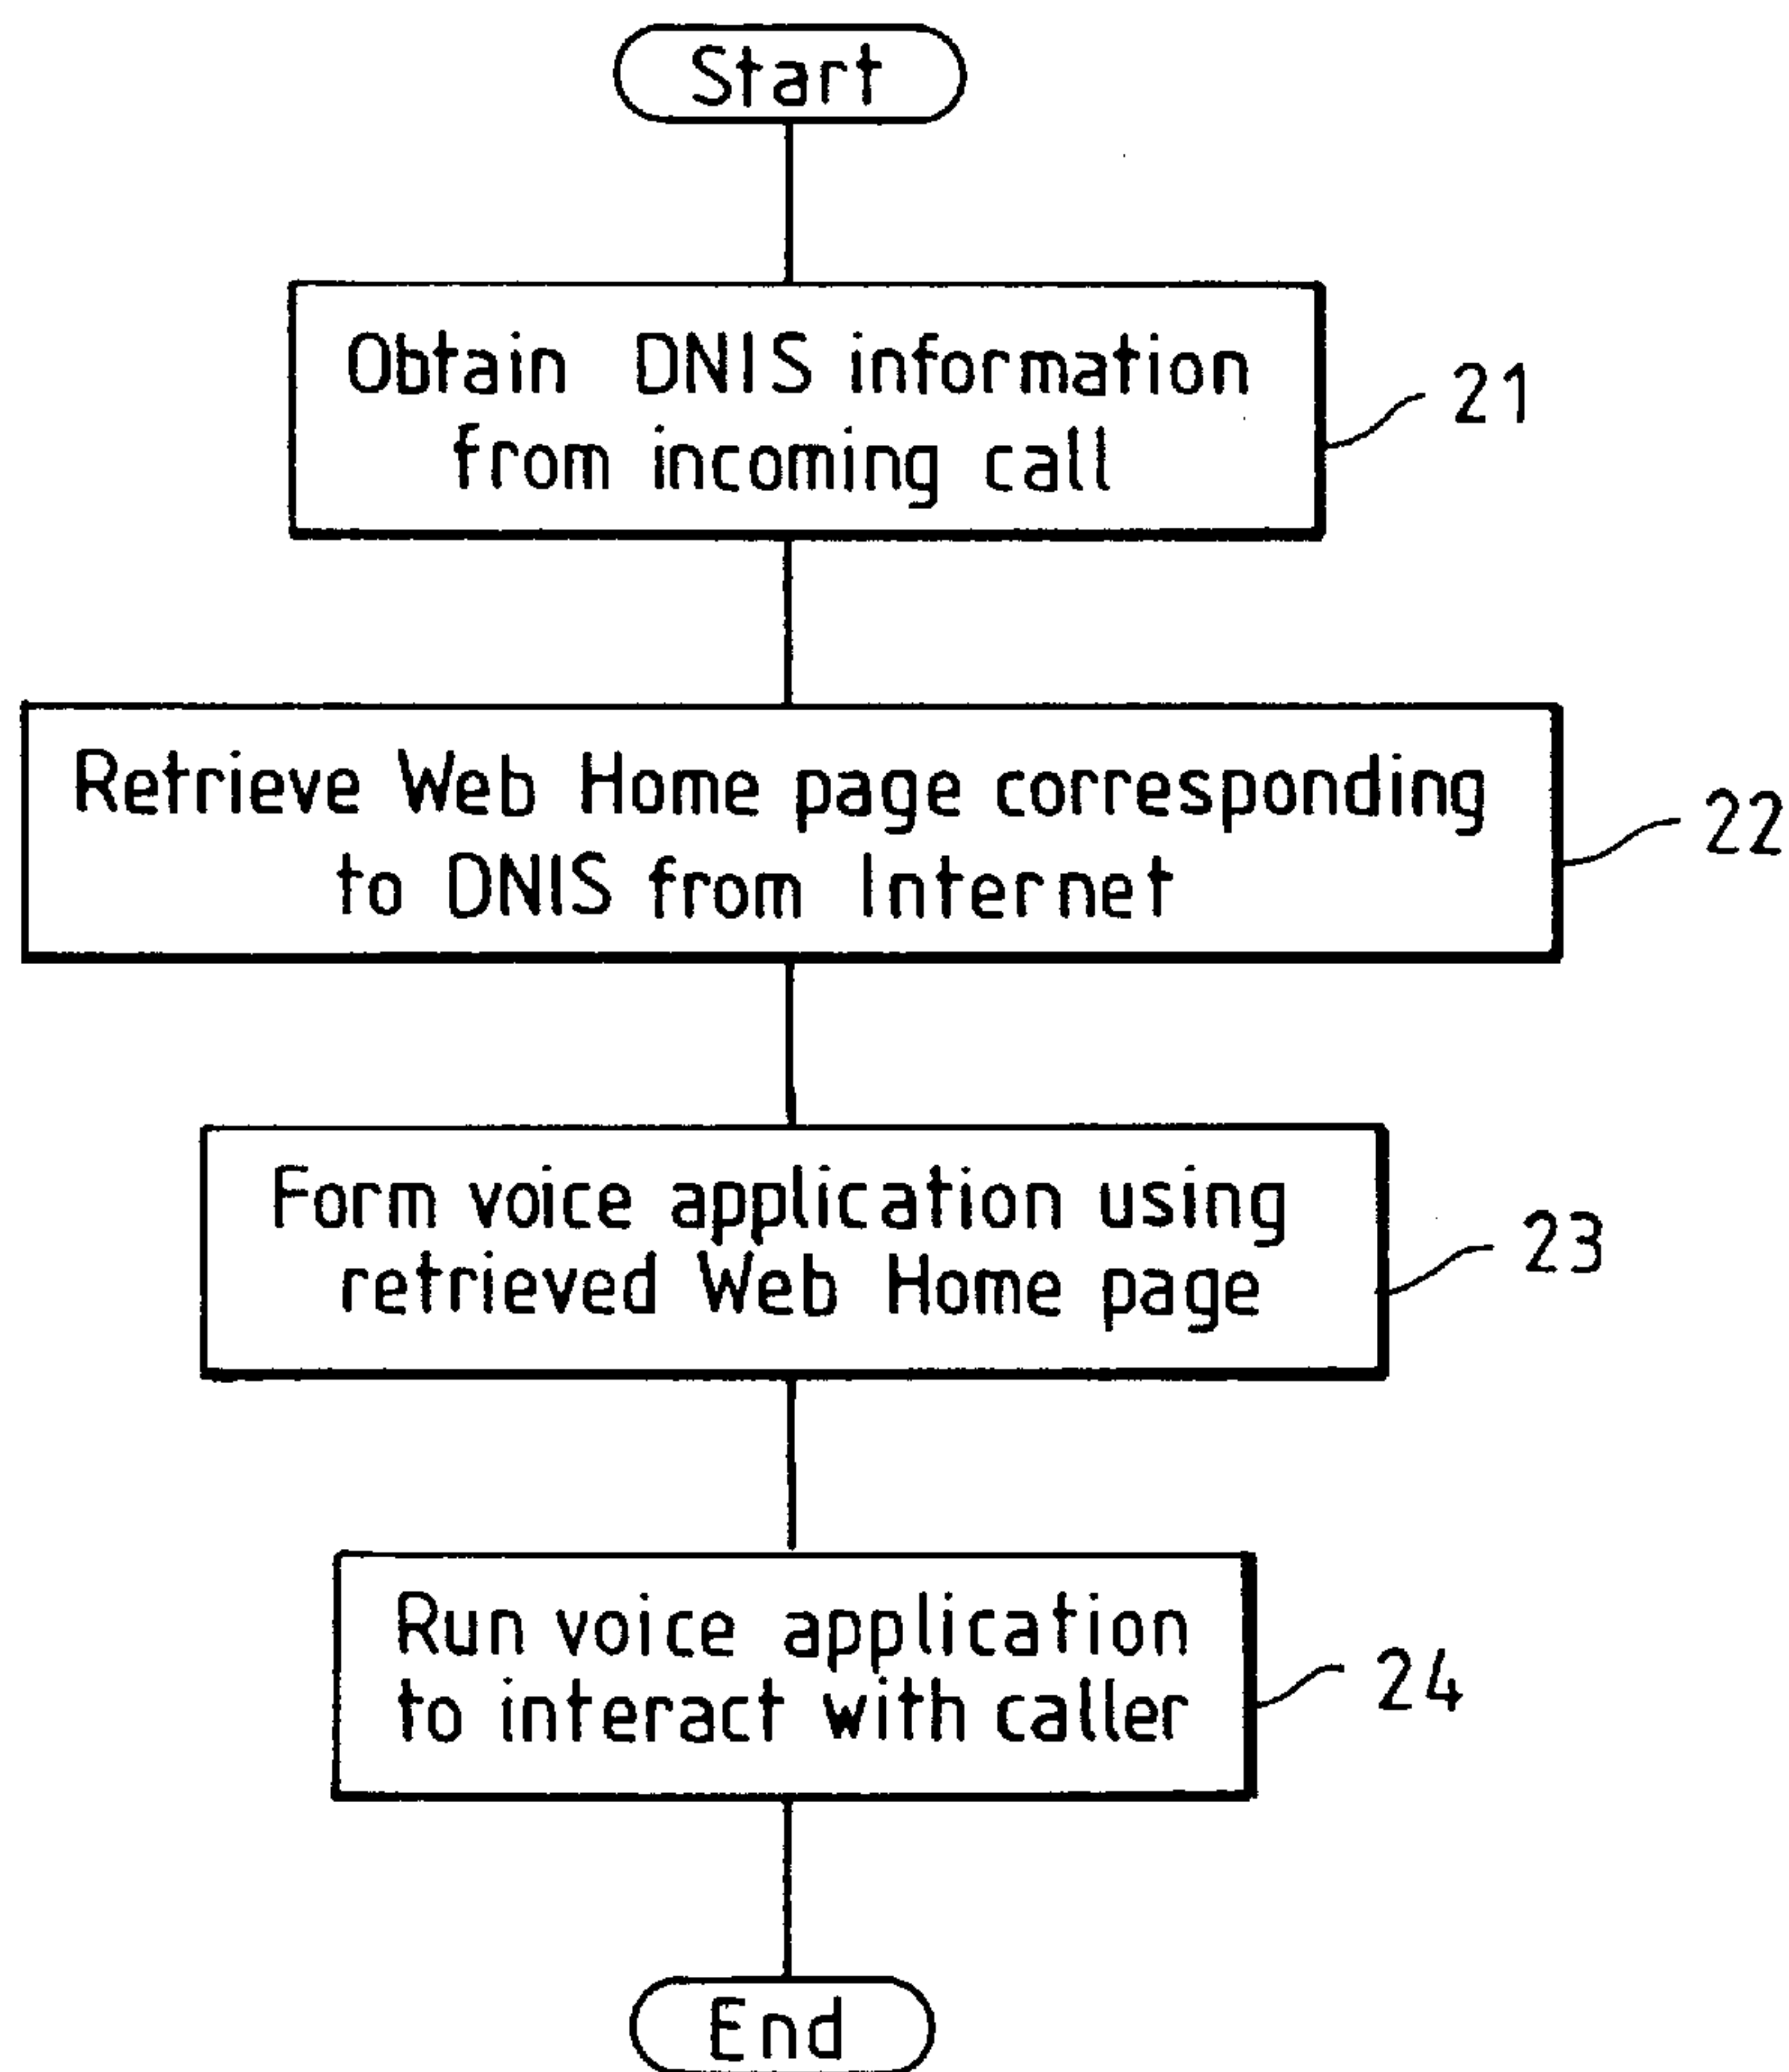 Start
Obtain DNIS information
from incoming call
21
Retrieve Web Home page corresponding
to DNIS from Internet
22
Form voice application using
retrieved Web Home page
23
Run voice application
to interact with caller
24
End